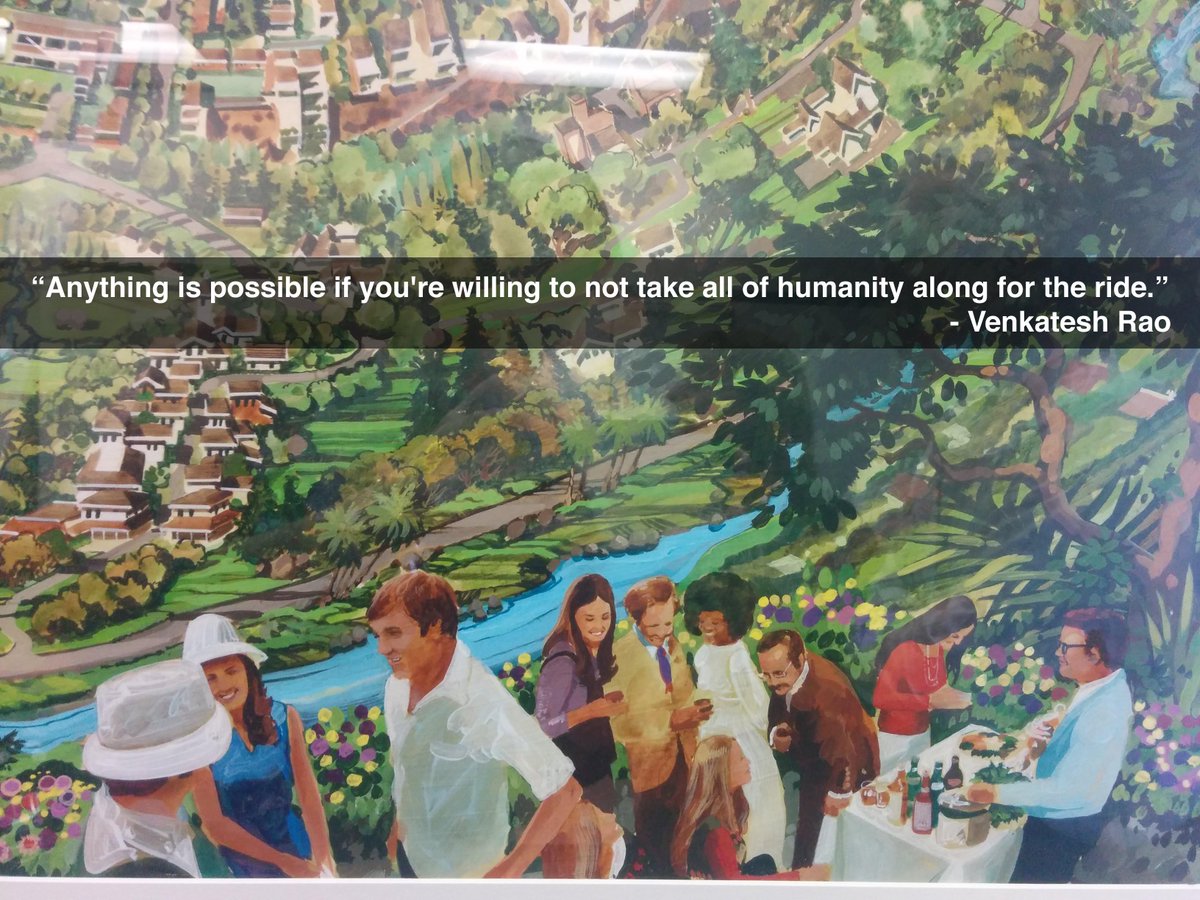 “Anything is possible if you're willing to not take all of humanity along for the ride.”
- Venkatesh Rao